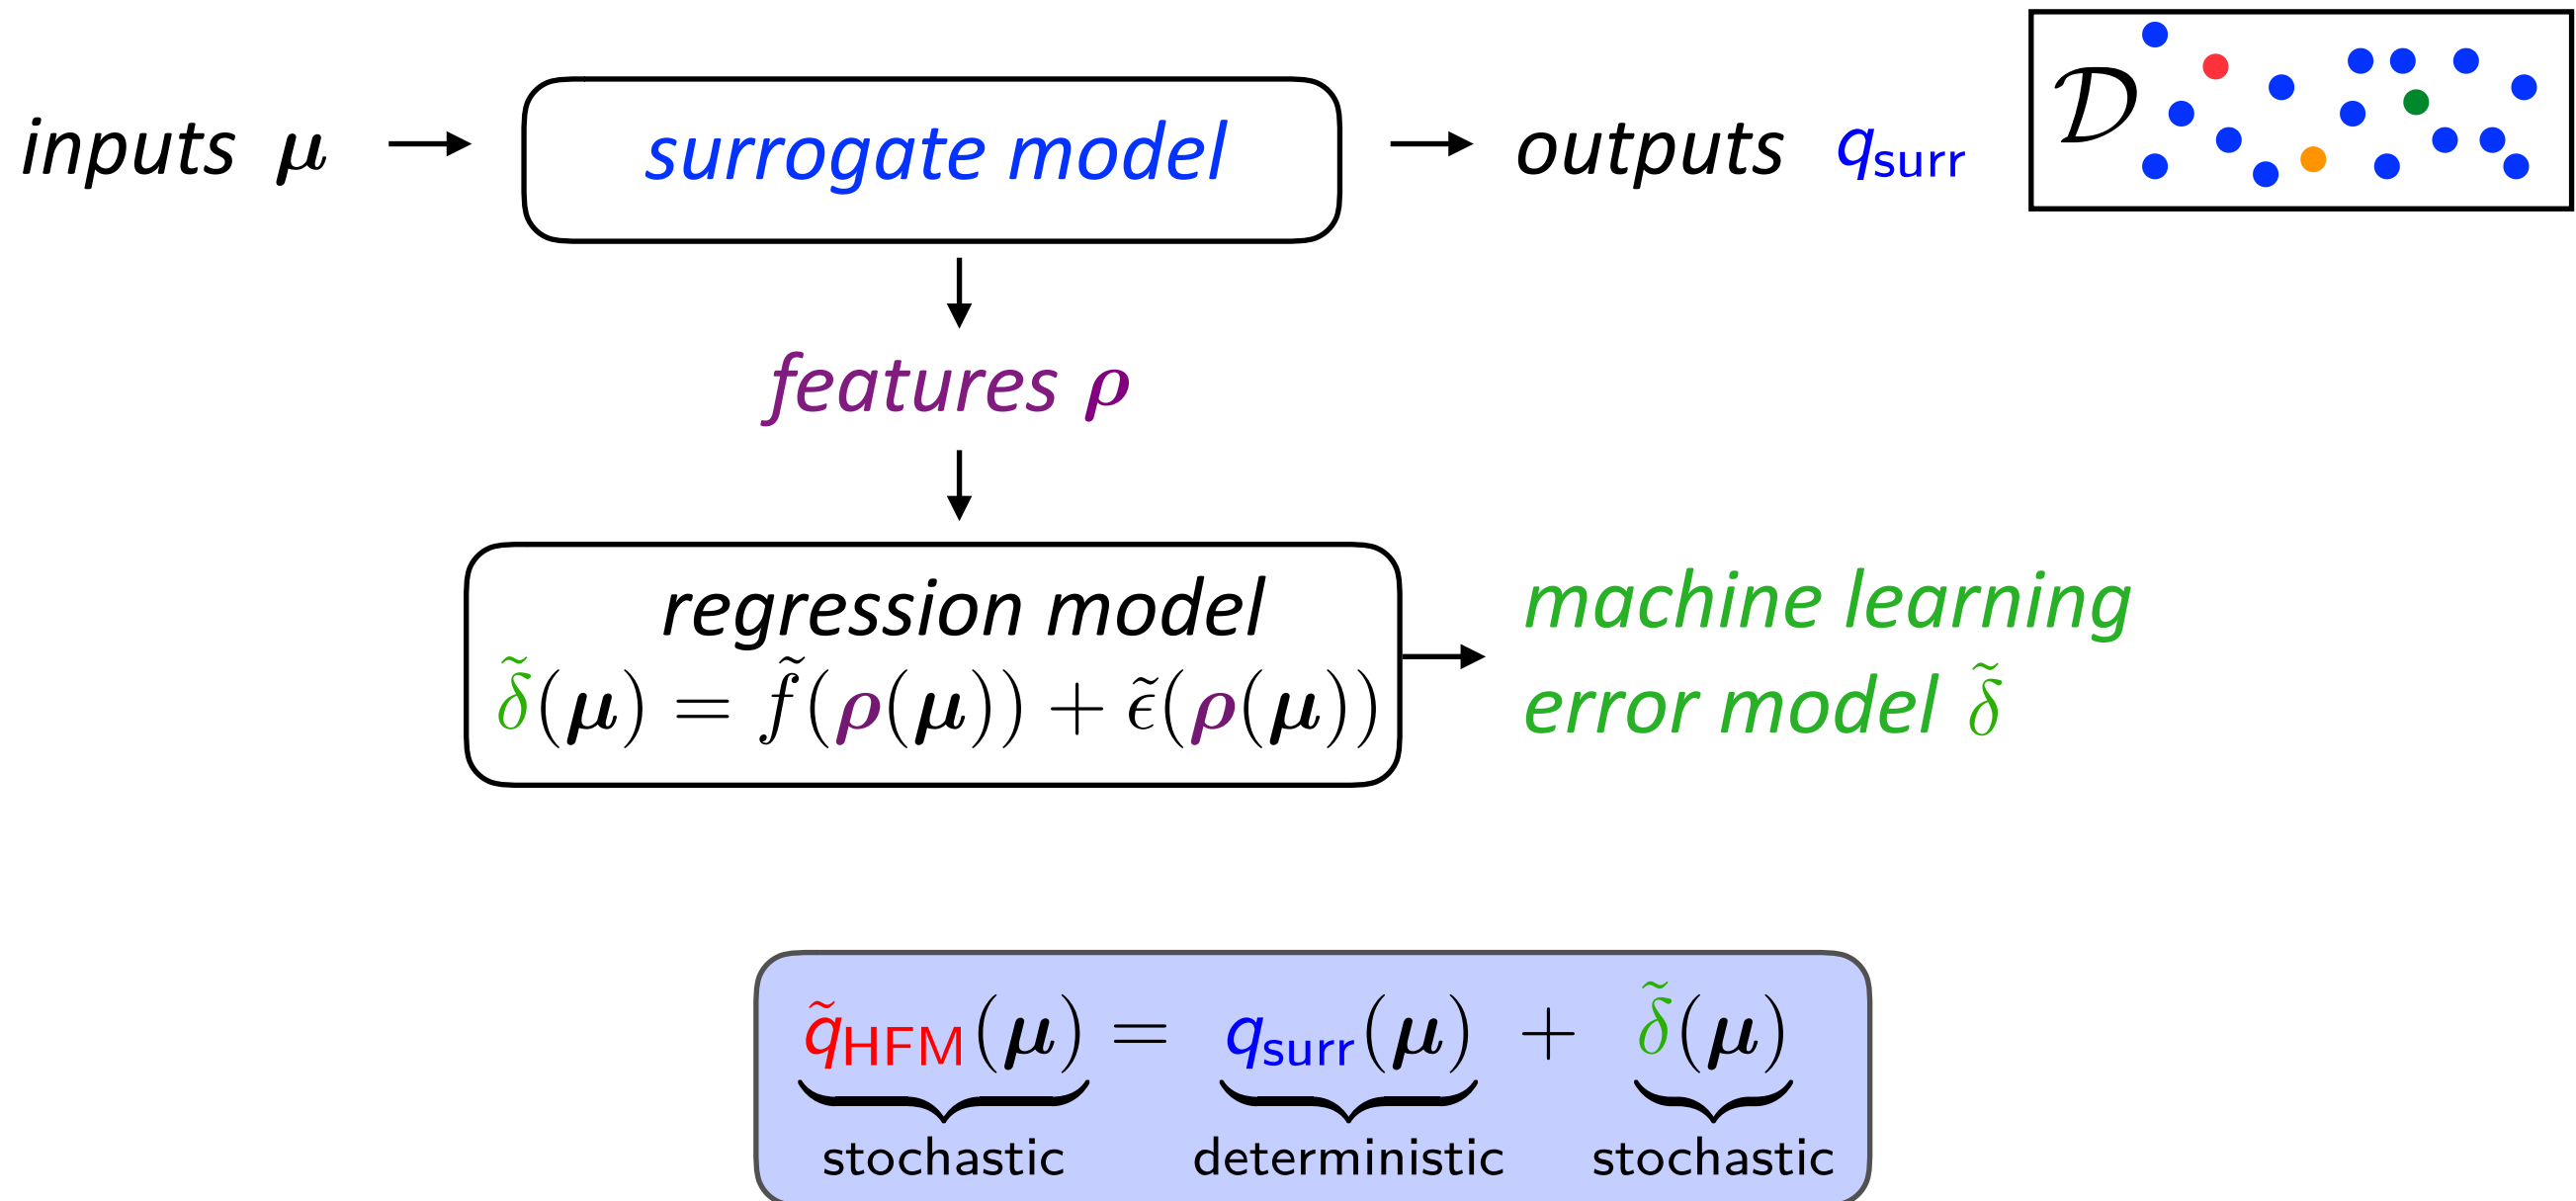 inputs μ → surrogate model → outputs q_surr
𝒟
features ρ
regression model
δ̃(μ) = f̃(ρ(μ)) + ϵ̃(ρ(μ))
machine learning
error model δ̃
q̃_HFM(μ) = q_surr(μ) + δ̃(μ)
stochastic deterministic stochastic